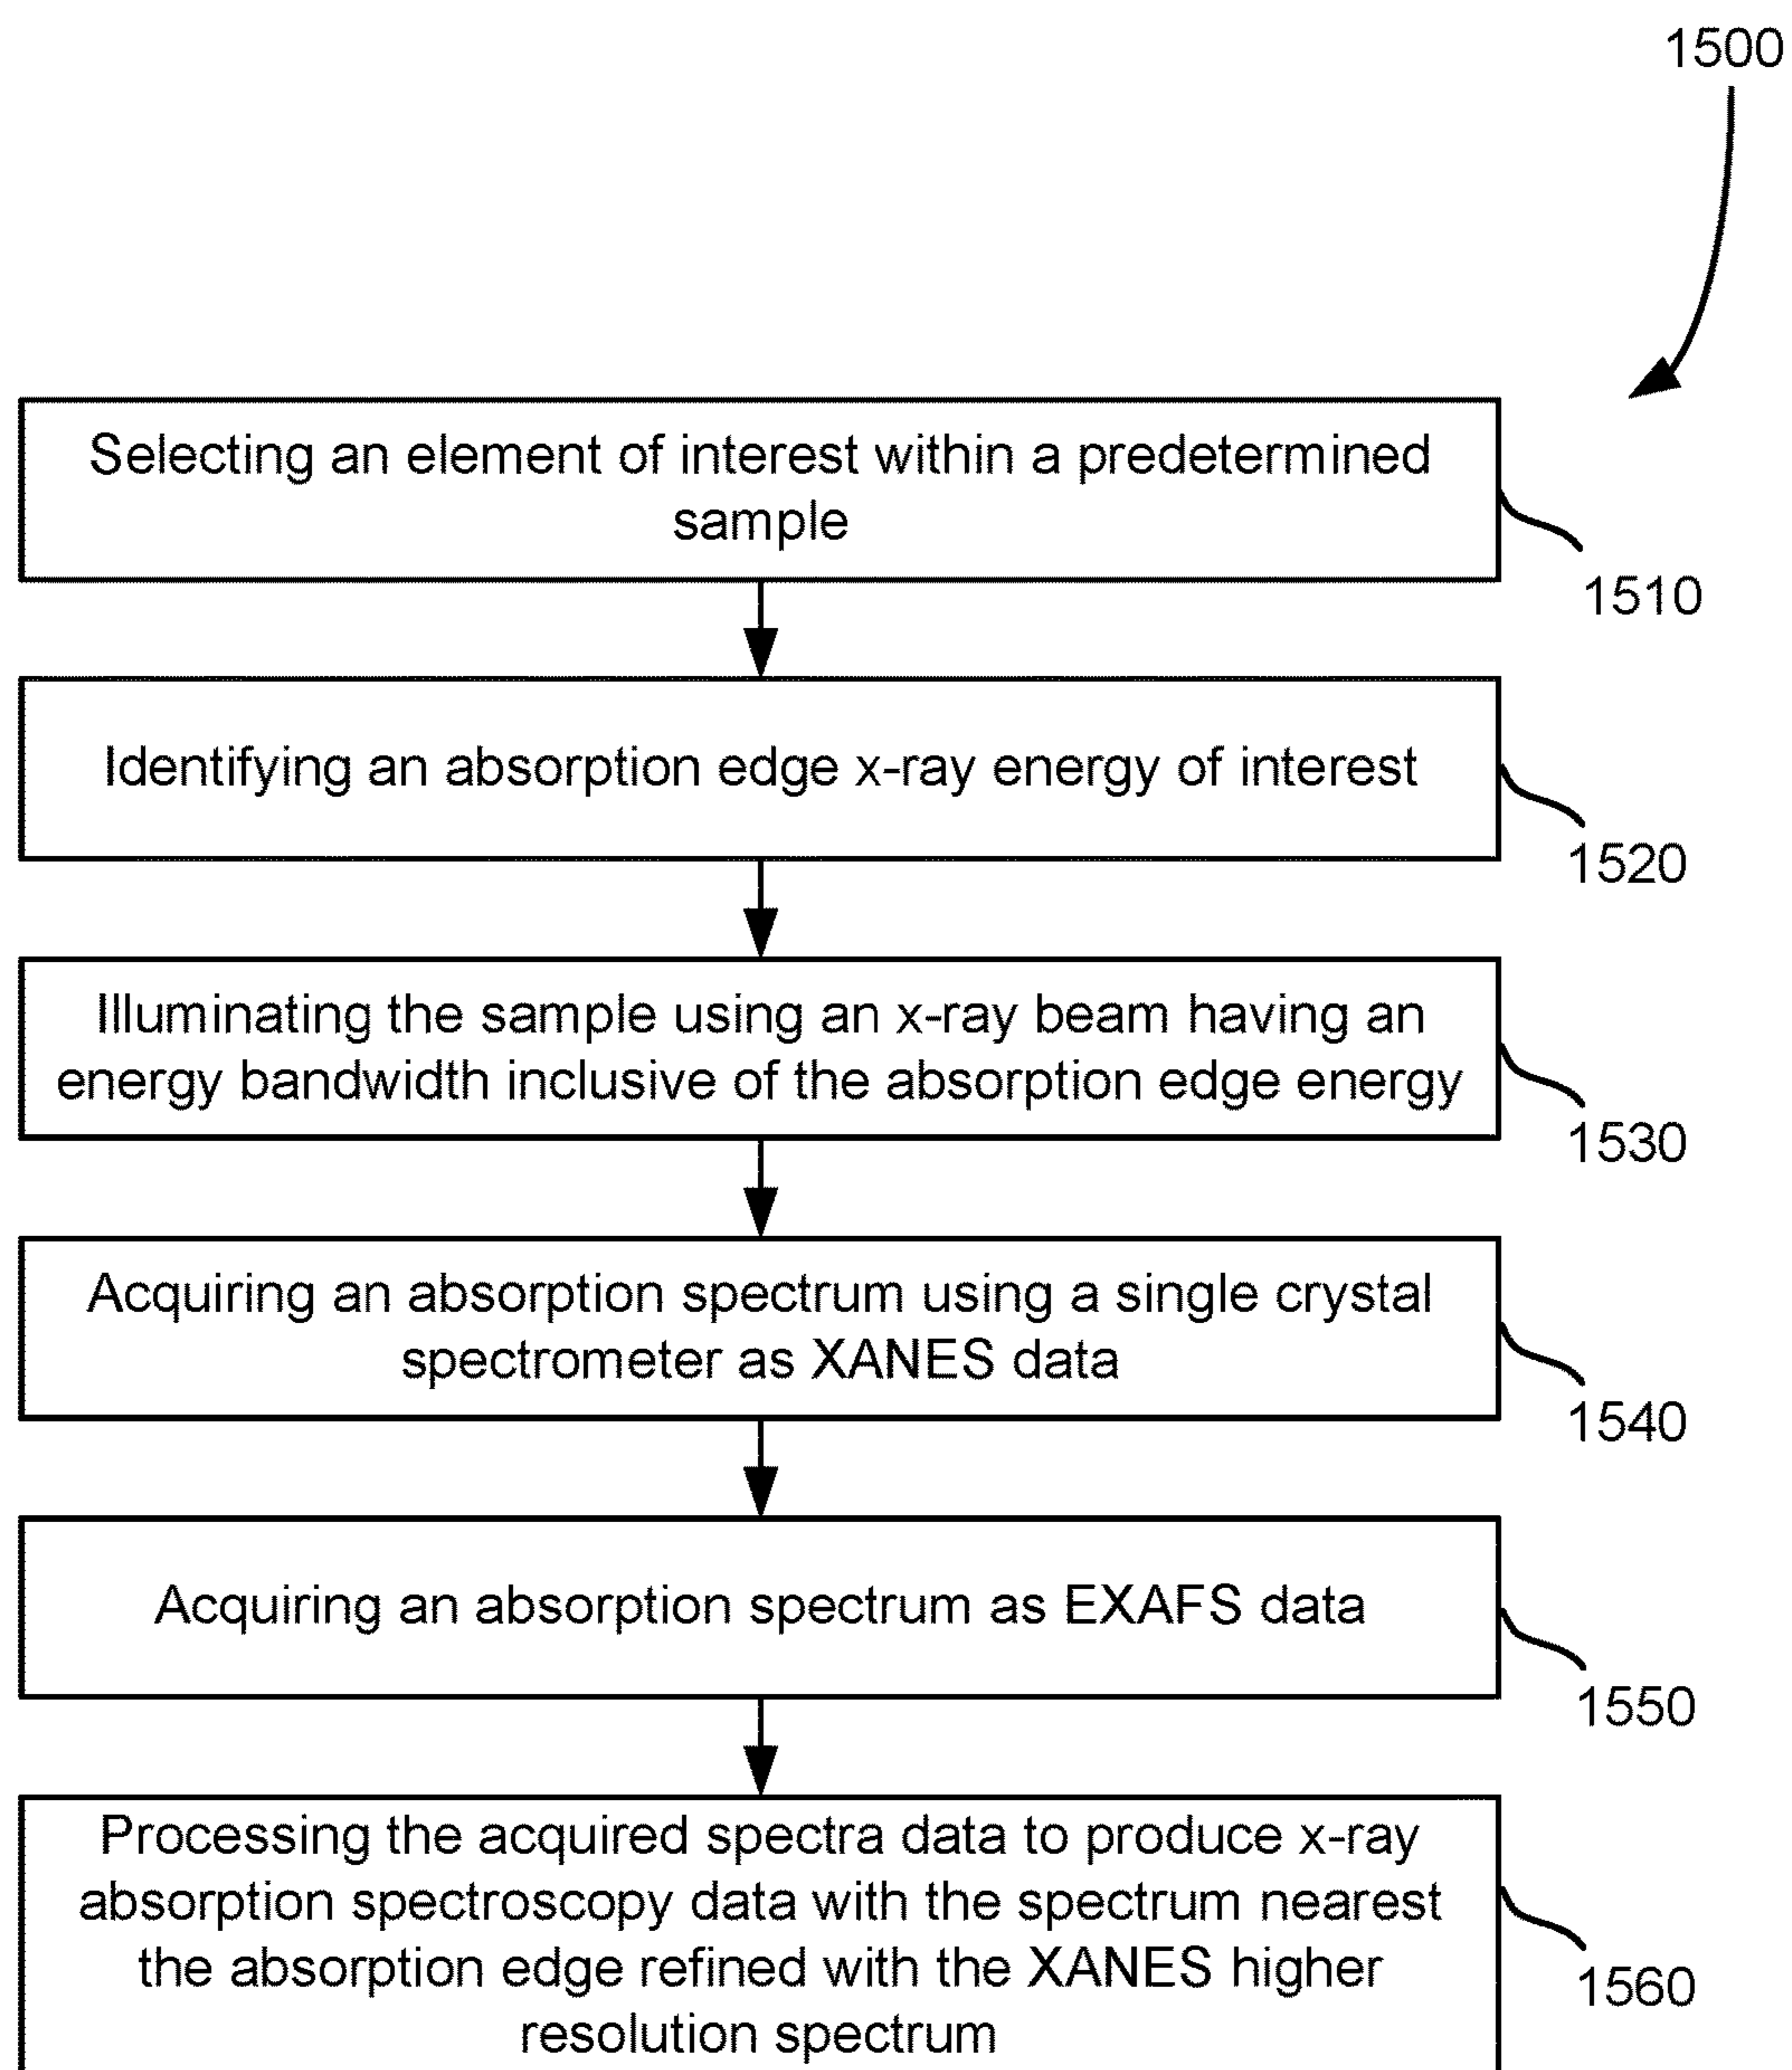 1500
Selecting an element of interest within a predetermined
sample
1510
Identifying an absorption edge x-ray energy of interest
1520
Illuminating the sample using an x-ray beam having an
energy bandwidth inclusive of the absorption edge energy
1530
Acquiring an absorption spectrum using a single crystal
spectrometer as XANES data
1540
Acquiring an absorption spectrum as EXAFS data
1550
Processing the acquired spectra data to produce x-ray
absorption spectroscopy data with the spectrum nearest
the absorption edge refined with the XANES higher
resolution spectrum
1560